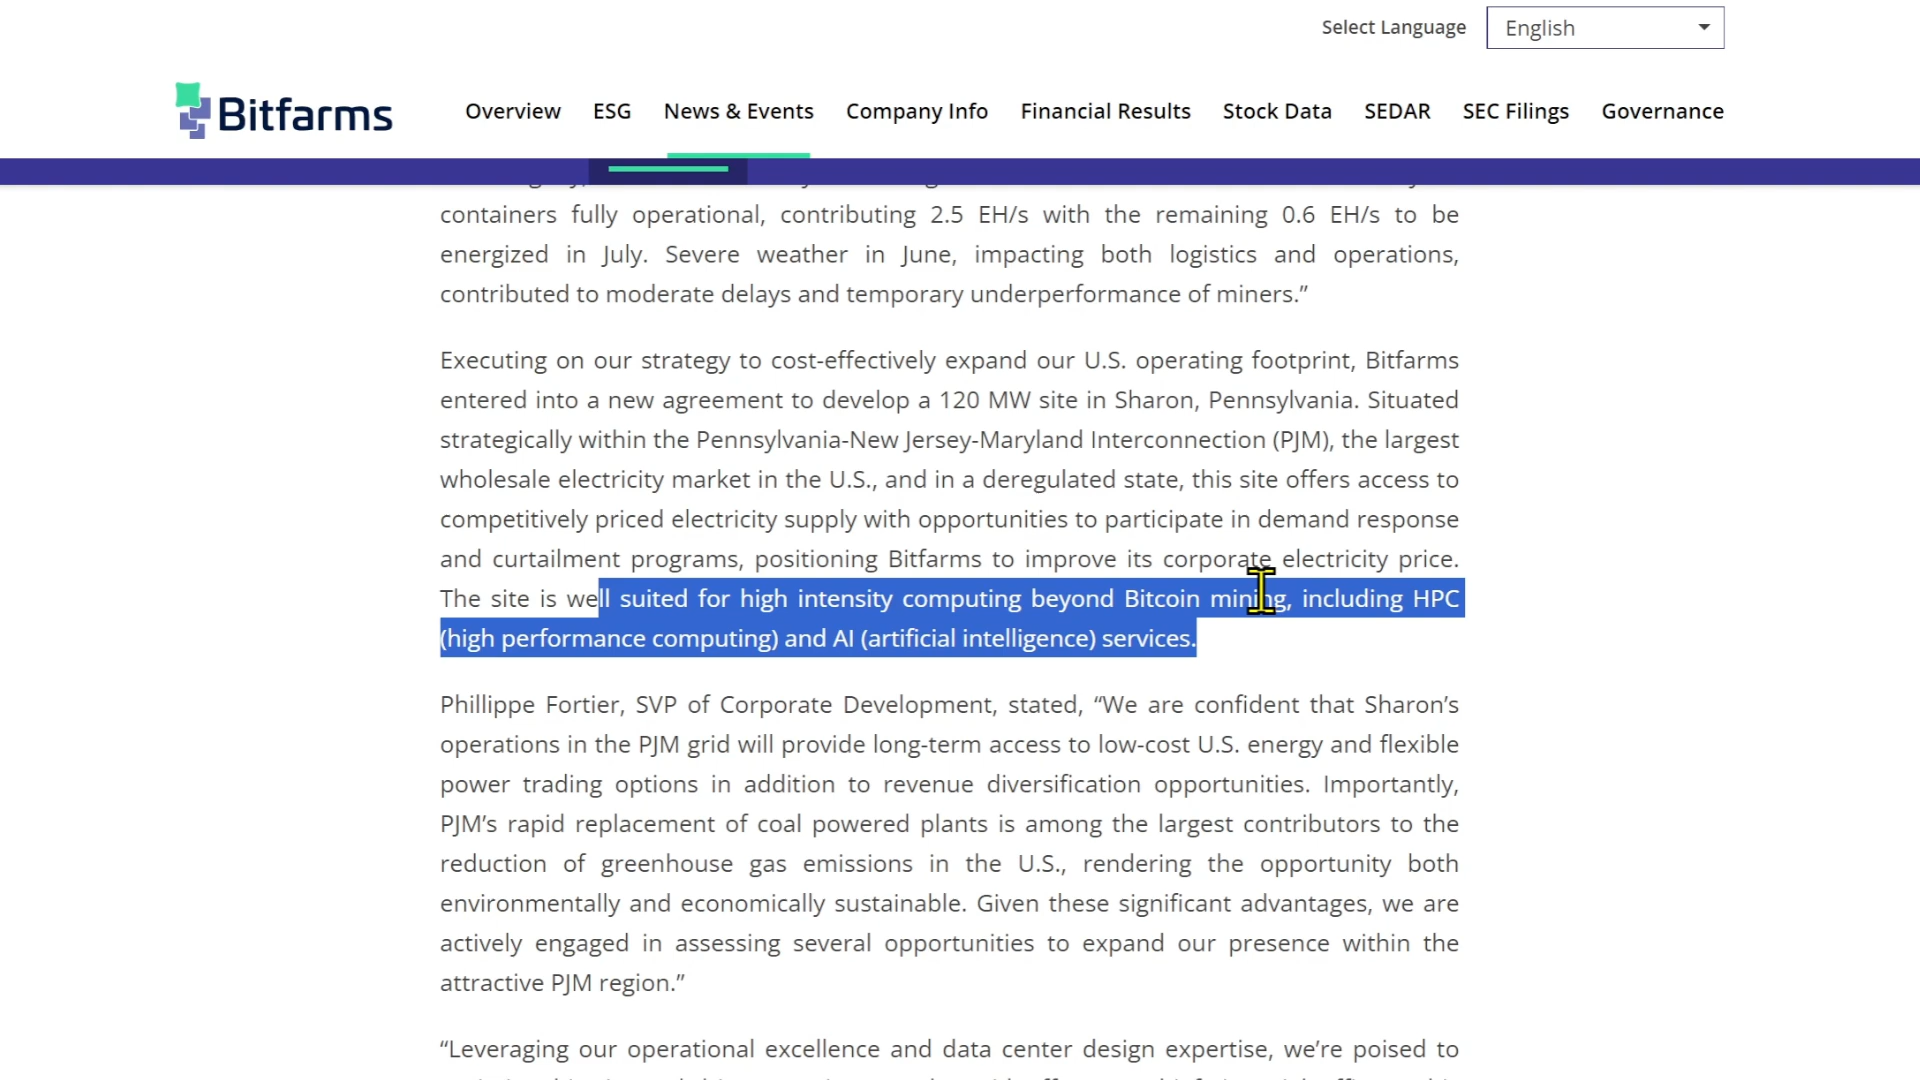 Select Language
English
Bitfarms
Overview ESG News & Events Company Info Financial Results Stock Data SEDAR SEC Filings Governance
containers fully operational, contributing 2.5 EH/s with the remaining 0.6 EH/s to be
energized in July. Severe weather in June, impacting both logistics and operations,
contributed to moderate delays and temporary underperformance of miners.”
Executing on our strategy to cost-effectively expand our U.S. operating footprint, Bitfarms
entered into a new agreement to develop a 120 MW site in Sharon, Pennsylvania. Situated
strategically within the Pennsylvania-New Jersey-Maryland Interconnection (PJM), the largest
wholesale electricity market in the U.S., and in a deregulated state, this site offers access to
competitively priced electricity supply with opportunities to participate in demand response
and curtailment programs, positioning Bitfarms to improve its corporate electricity price.
The site is well suited for high intensity computing beyond Bitcoin mining, including HPC
(high performance computing) and AI (artificial intelligence) services.
Phillippe Fortier, SVP of Corporate Development, stated, “We are confident that Sharon’s
operations in the PJM grid will provide long-term access to low-cost U.S. energy and flexible
power trading options in addition to revenue diversification opportunities. Importantly,
PJM’s rapid replacement of coal powered plants is among the largest contributors to the
reduction of greenhouse gas emissions in the U.S., rendering the opportunity both
environmentally and economically sustainable. Given these significant advantages, we are
actively engaged in assessing several opportunities to expand our presence within the
attractive PJM region.”
“Leveraging our operational excellence and data center design expertise, we’re poised to